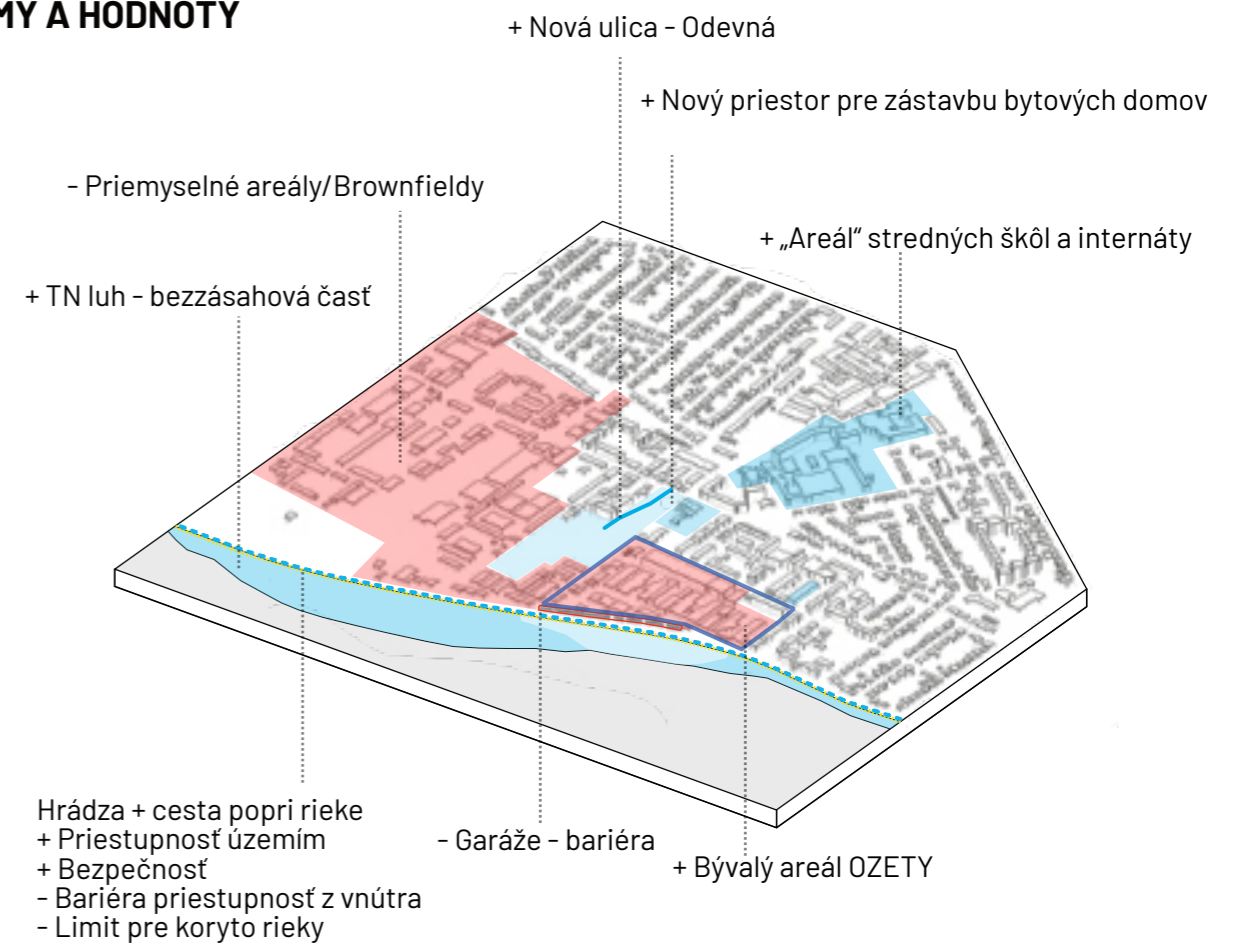 MY A HODNOTY
+ Nová ulica - Odevná
+ Nový priestor pre zástavbu bytových domov
- Priemyselné areály/Brownfieldy
+ „Areál“ stredných škôl a internáty
+ TN luh - bezzásahová časť
Hrádza + cesta popri rieke
+ Priestupnosť územím
+ Bezpečnosť
- Bariéra priestupnosť z vnútra
- Limit pre koryto rieky
- Garáže - bariéra
+ Bývalý areál OZETY